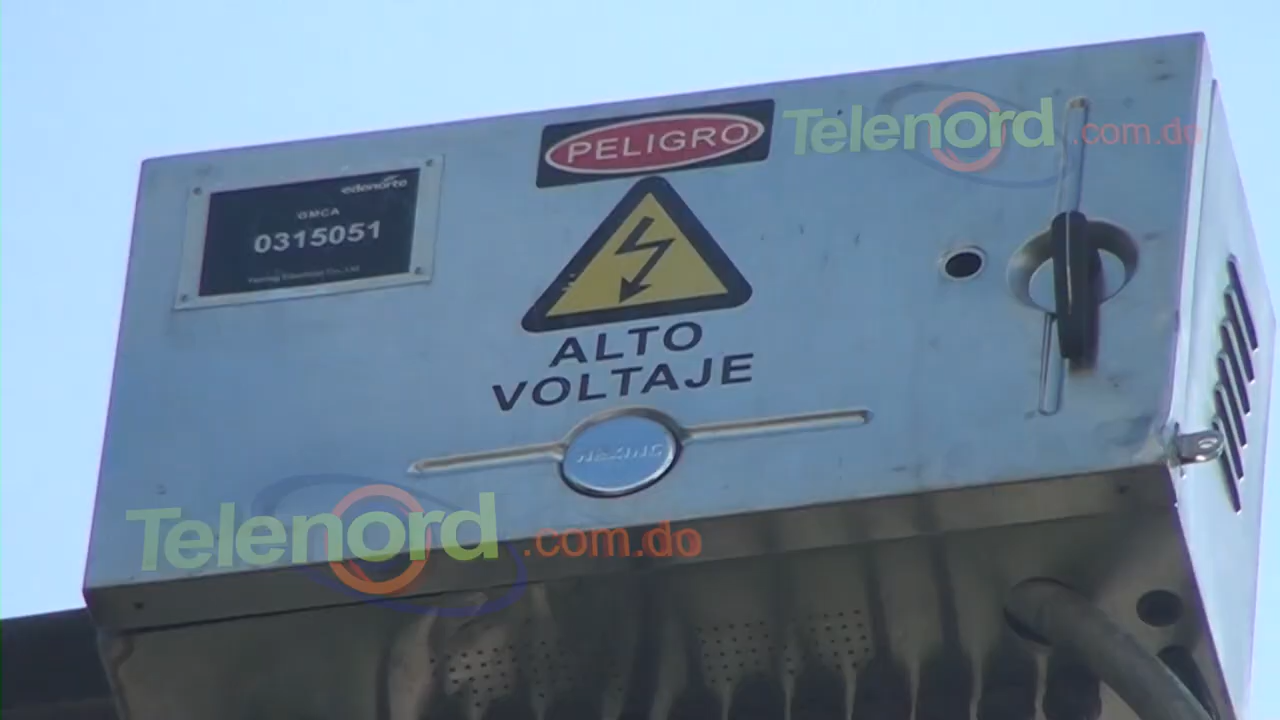 edenorte
GMCA
0315051
PELIGRO
ALTO
VOLTAJE
Telenord.com.do
Telenord.com.do